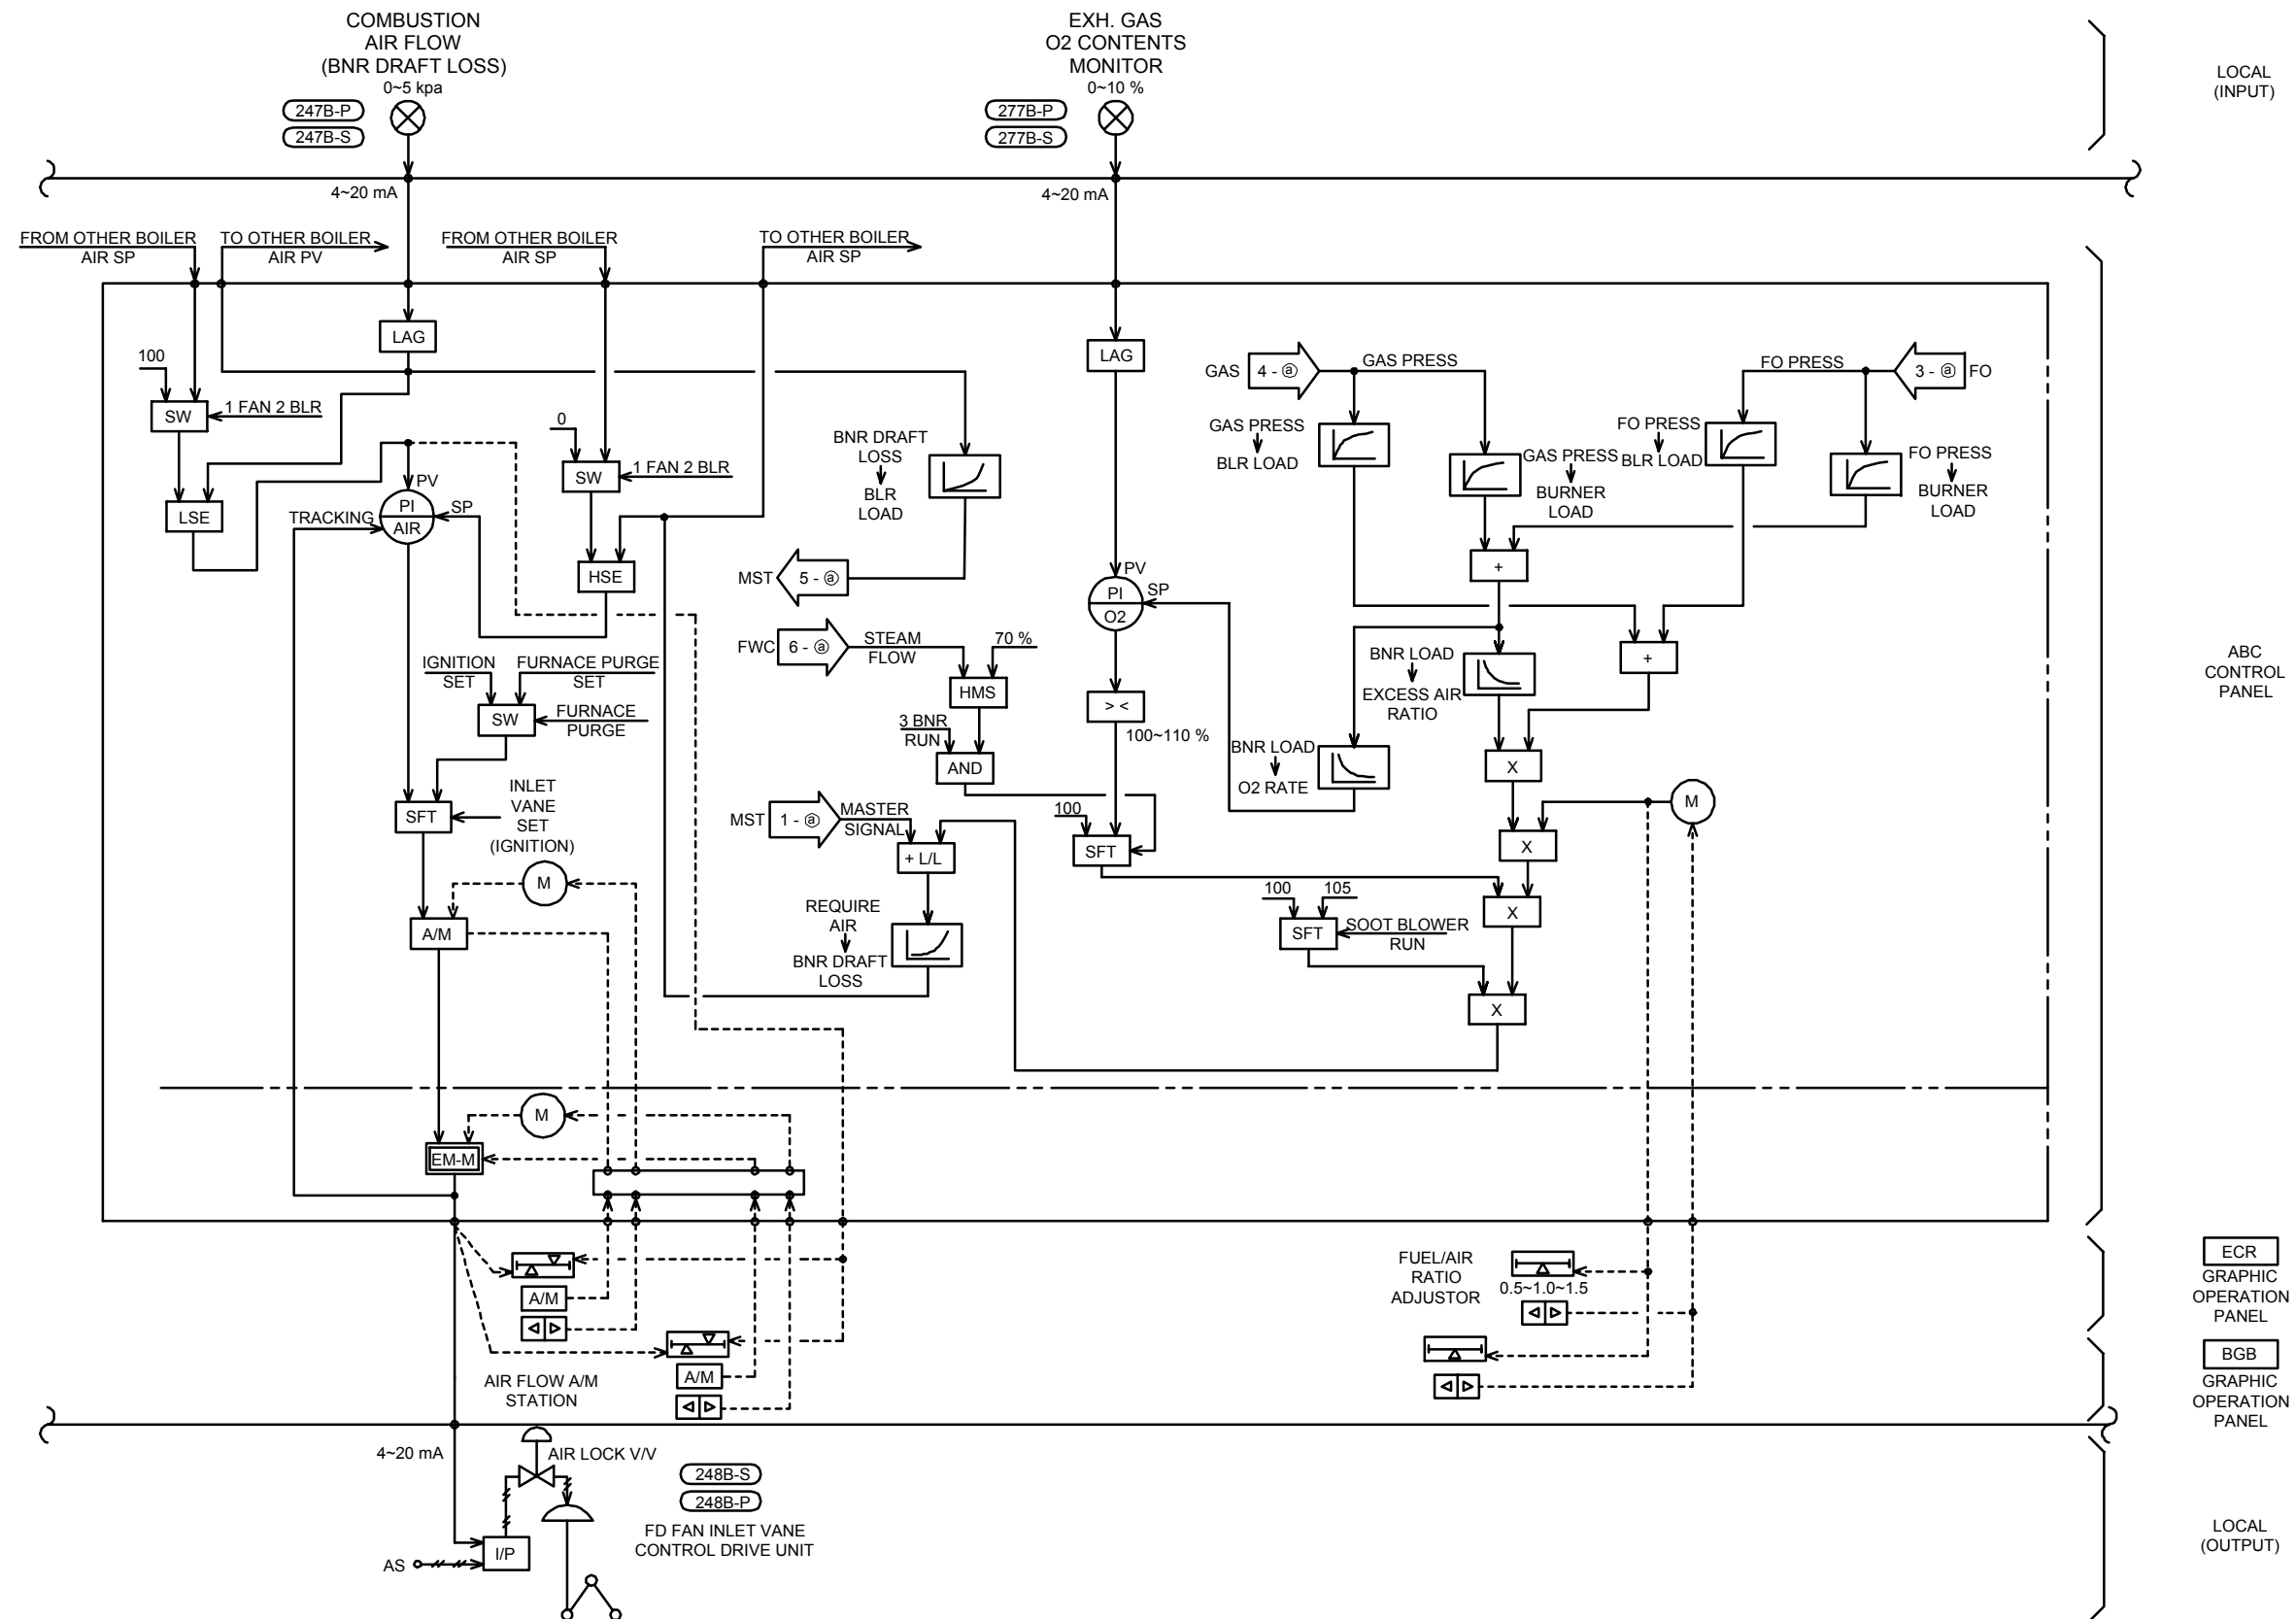 COMBUSTION
AIR FLOW
(BNR DRAFT LOSS)
0~5 kpa
247B-P
247B-S
EXH. GAS
O2 CONTENTS
MONITOR
0~10 %
277B-P
277B-S
LOCAL
(INPUT)
4~20 mA
4~20 mA
FROM OTHER BOILER
AIR SP
TO OTHER BOILER
AIR PV
FROM OTHER BOILER
AIR SP
TO OTHER BOILER
AIR SP
LAG
LAG
100
SW
1 FAN 2 BLR
LSE
TRACKING
PV
PI
AIR
SP
0
SW
1 FAN 2 BLR
HSE
BNR DRAFT
LOSS
BLR
LOAD
MST
5 - ⓐ
FWC
6 - ⓐ
STEAM
FLOW
70 %
HMS
3 BNR
RUN
AND
MST
1 - ⓐ
MASTER
SIGNAL
+ L/L
REQUIRE
AIR
BNR DRAFT
LOSS
IGNITION
SET
FURNACE PURGE
SET
SW
FURNACE
PURGE
SFT
INLET
VANE
SET
(IGNITION)
M
A/M
M
EM-M
PV
PI
O2
SP
> <
100~110 %
100
SFT
GAS
4 - ⓐ
GAS PRESS
GAS PRESS
BLR LOAD
GAS PRESS
BURNER
LOAD
FO PRESS
3 - ⓐ
FO
FO PRESS
BLR LOAD
FO PRESS
BURNER
LOAD
+
+
BNR LOAD
EXCESS AIR
RATIO
BNR LOAD
O2 RATE
X
M
X
X
100
105
SFT
SOOT BLOWER
RUN
X
ABC
CONTROL
PANEL
A/M
A/M
AIR FLOW A/M
STATION
FUEL/AIR
RATIO
ADJUSTOR
0.5~1.0~1.5
ECR
GRAPHIC
OPERATION
PANEL
BGB
GRAPHIC
OPERATION
PANEL
4~20 mA
AIR LOCK V/V
248B-S
248B-P
FD FAN INLET VANE
CONTROL DRIVE UNIT
I/P
AS
LOCAL
(OUTPUT)